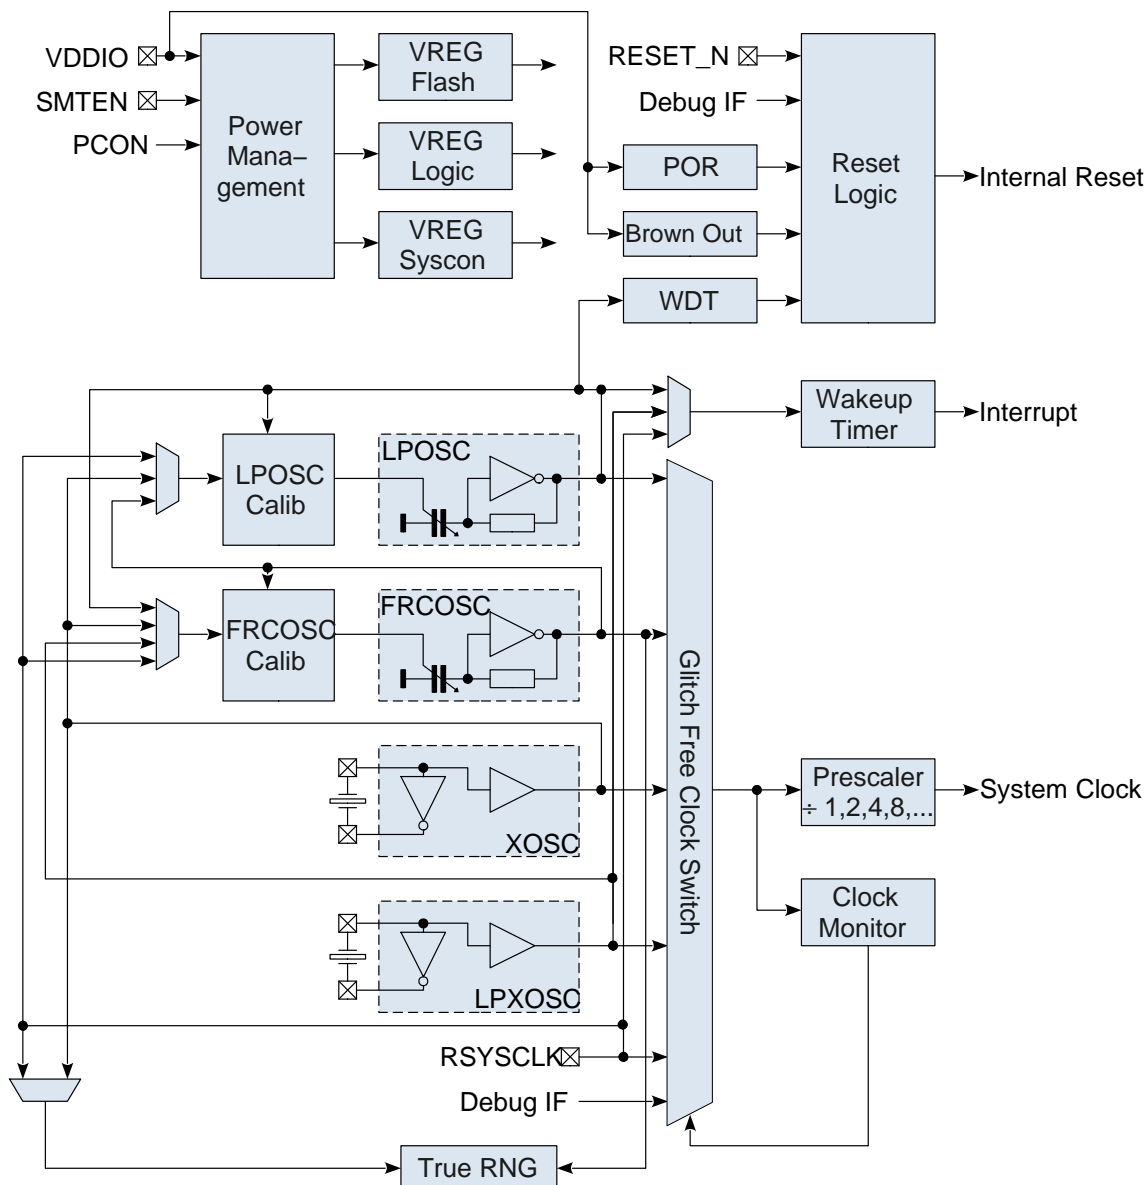 VDDIO
SMTEN
PCON
Power
Mana–
gement
VREG
Flash
VREG
Logic
VREG
Syscon
RESET_N
Debug IF
POR
Brown Out
WDT
Reset
Logic
Internal Reset
LPOSC
Calib
LPOSC
Wakeup
Timer
Interrupt
FRCOSC
Calib
FRCOSC
Glitch Free Clock Switch
XOSC
Prescaler
÷ 1,2,4,8,...
System Clock
Clock
Monitor
LPXOSC
RSYSCLK
Debug IF
True RNG